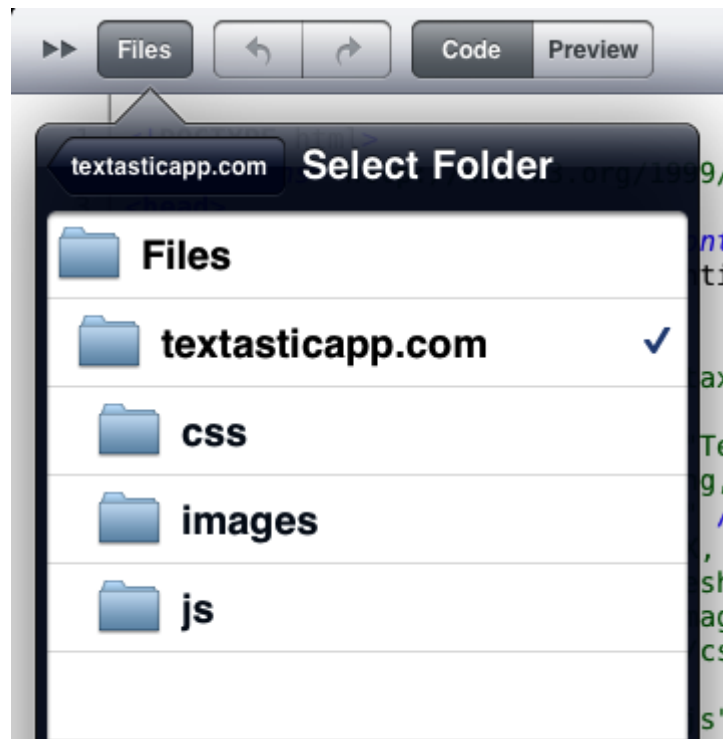 Files
Code
Preview
textasticapp.com
Select Folder
Files
textasticapp.com
css
images
js